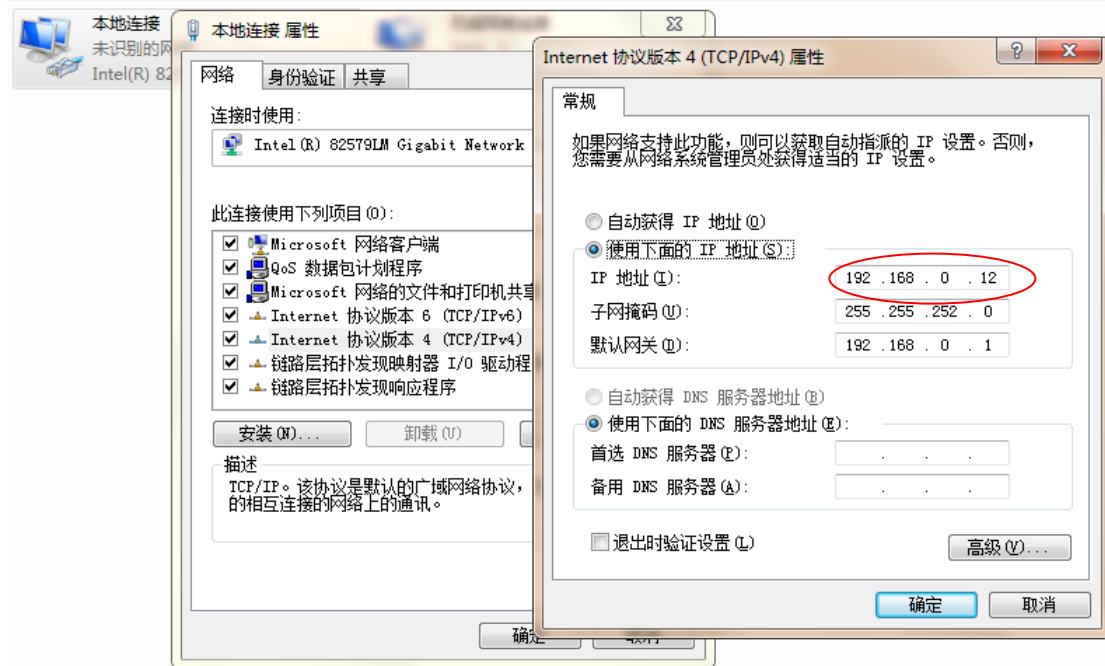 本地连接
未识别的网
Intel(R) 82
本地连接 属性
网络
身份验证
共享
连接时使用:
Intel(R) 82579LM Gigabit Network
此连接使用下列项目(O):
Microsoft 网络客户端
QoS 数据包计划程序
Microsoft 网络的文件和打印机共享
Internet 协议版本 6 (TCP/IPv6)
Internet 协议版本 4 (TCP/IPv4)
链路层拓扑发现映射器 I/O 驱动程
链路层拓扑发现响应程序
安装(N)...
卸载(U)
描述
TCP/IP。该协议是默认的广域网络协议，
的相互连接的网络上的通讯。
确定
取消
Internet 协议版本 4 (TCP/IPv4) 属性
常规
如果网络支持此功能，则可以获取自动指派的 IP 设置。否则，
您需要从网络系统管理员处获得适当的 IP 设置。
自动获得 IP 地址(O)
使用下面的 IP 地址(S):
IP 地址(I): 192 .168 . 0 . 12
子网掩码(U): 255 .255 .252 . 0
默认网关(D): 192 .168 . 0 . 1
自动获得 DNS 服务器地址(B)
使用下面的 DNS 服务器地址(E):
首选 DNS 服务器(P): . . .
备用 DNS 服务器(A): . . .
退出时验证设置(L)
高级(V)...
确定
取消